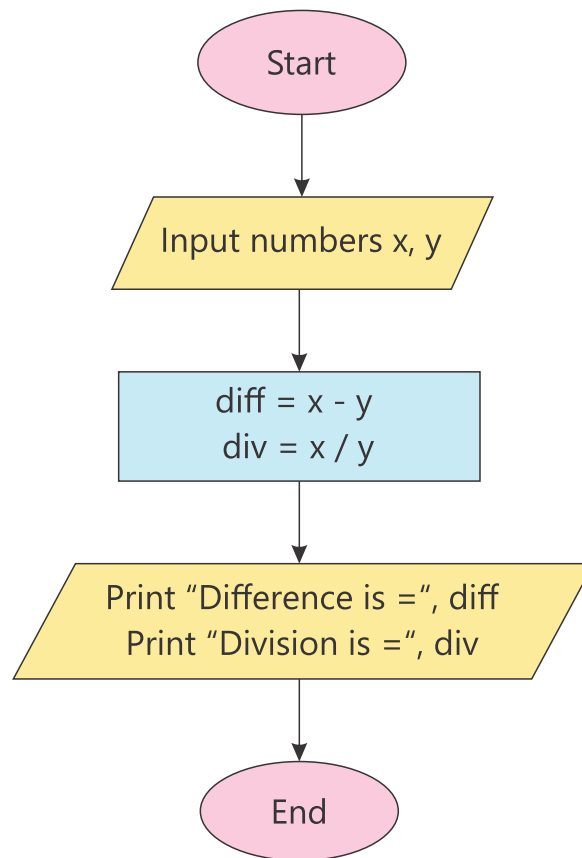 Start
Input numbers x, y
diff = x - y
div = x / y
Print “Difference is =“, diff
Print “Division is =“, div
End